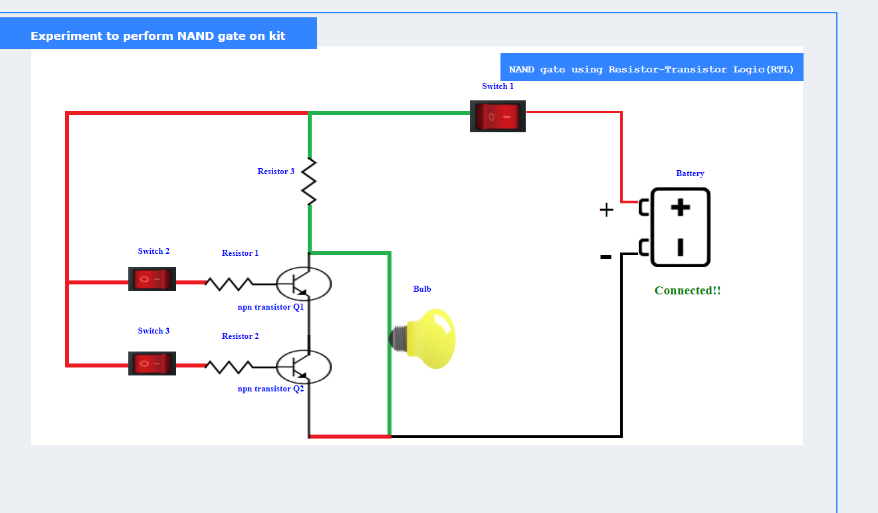 Experiment to perform NAND gate on kit
NAND gate using Resistor-Transistor Logic(RTL)
Switch 1
Resistor 3
Battery
+
-
Switch 2
Resistor 1
npn transistor Q1
Bulb
Connected!!
Switch 3
Resistor 2
npn transistor Q2